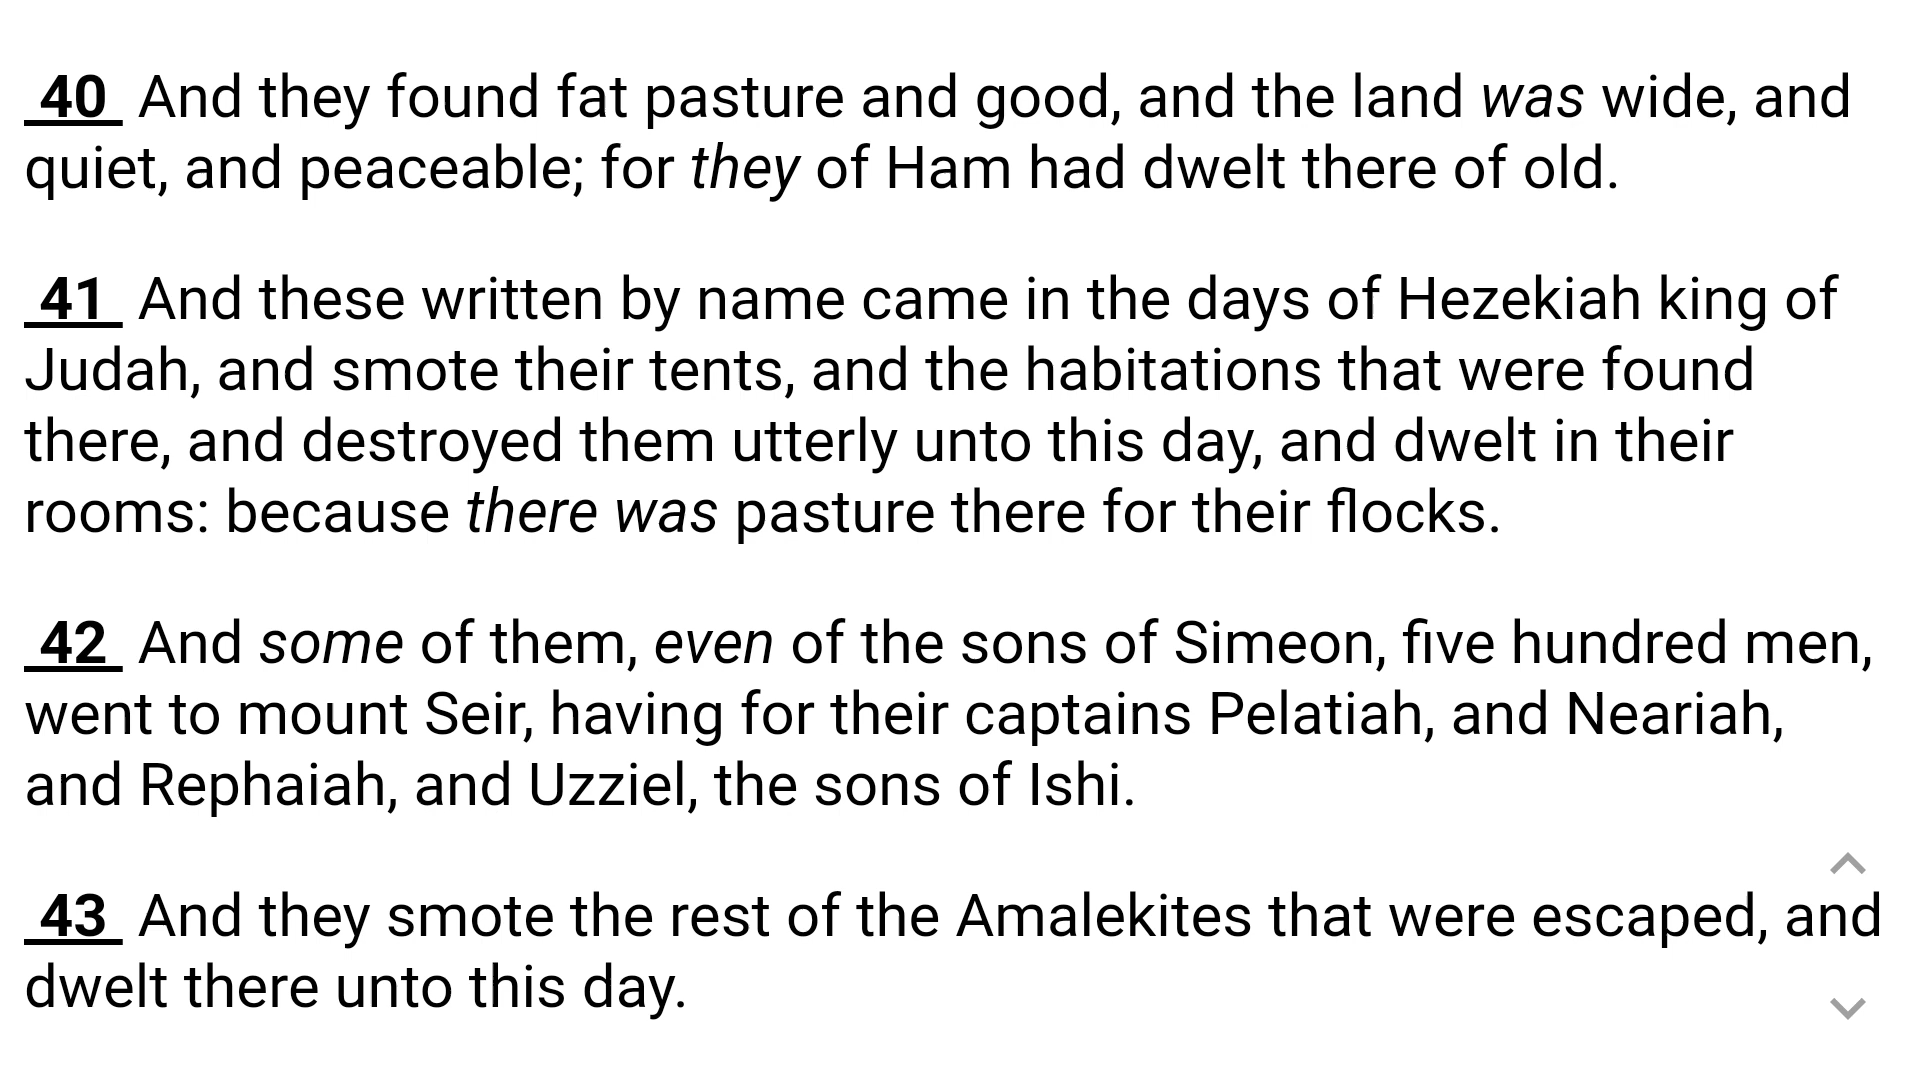 40 And they found fat pasture and good, and the land was wide, and
quiet, and peaceable; for they of Ham had dwelt there of old.
41 And these written by name came in the days of Hezekiah king of
Judah, and smote their tents, and the habitations that were found
there, and destroyed them utterly unto this day, and dwelt in their
rooms: because there was pasture there for their flocks.
42 And some of them, even of the sons of Simeon, five hundred men,
went to mount Seir, having for their captains Pelatiah, and Neariah,
and Rephaiah, and Uzziel, the sons of Ishi.
43 And they smote the rest of the Amalekites that were escaped, and
dwelt there unto this day.